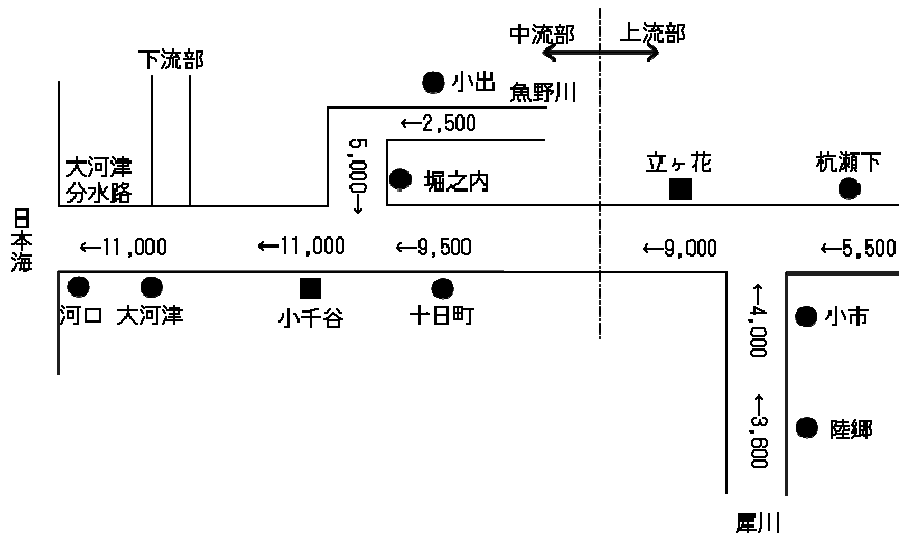 中流部
上流部
下流部
小出
魚野川
←2,500
5,000→
大河津
分水路
堀之内
立ヶ花
杭瀬下
日本海
←11,000
←11,000
←9,500
←9,000
←5,500
河口
大河津
小千谷
十日町
←4,000
小市
←3,600
陸郷
犀川